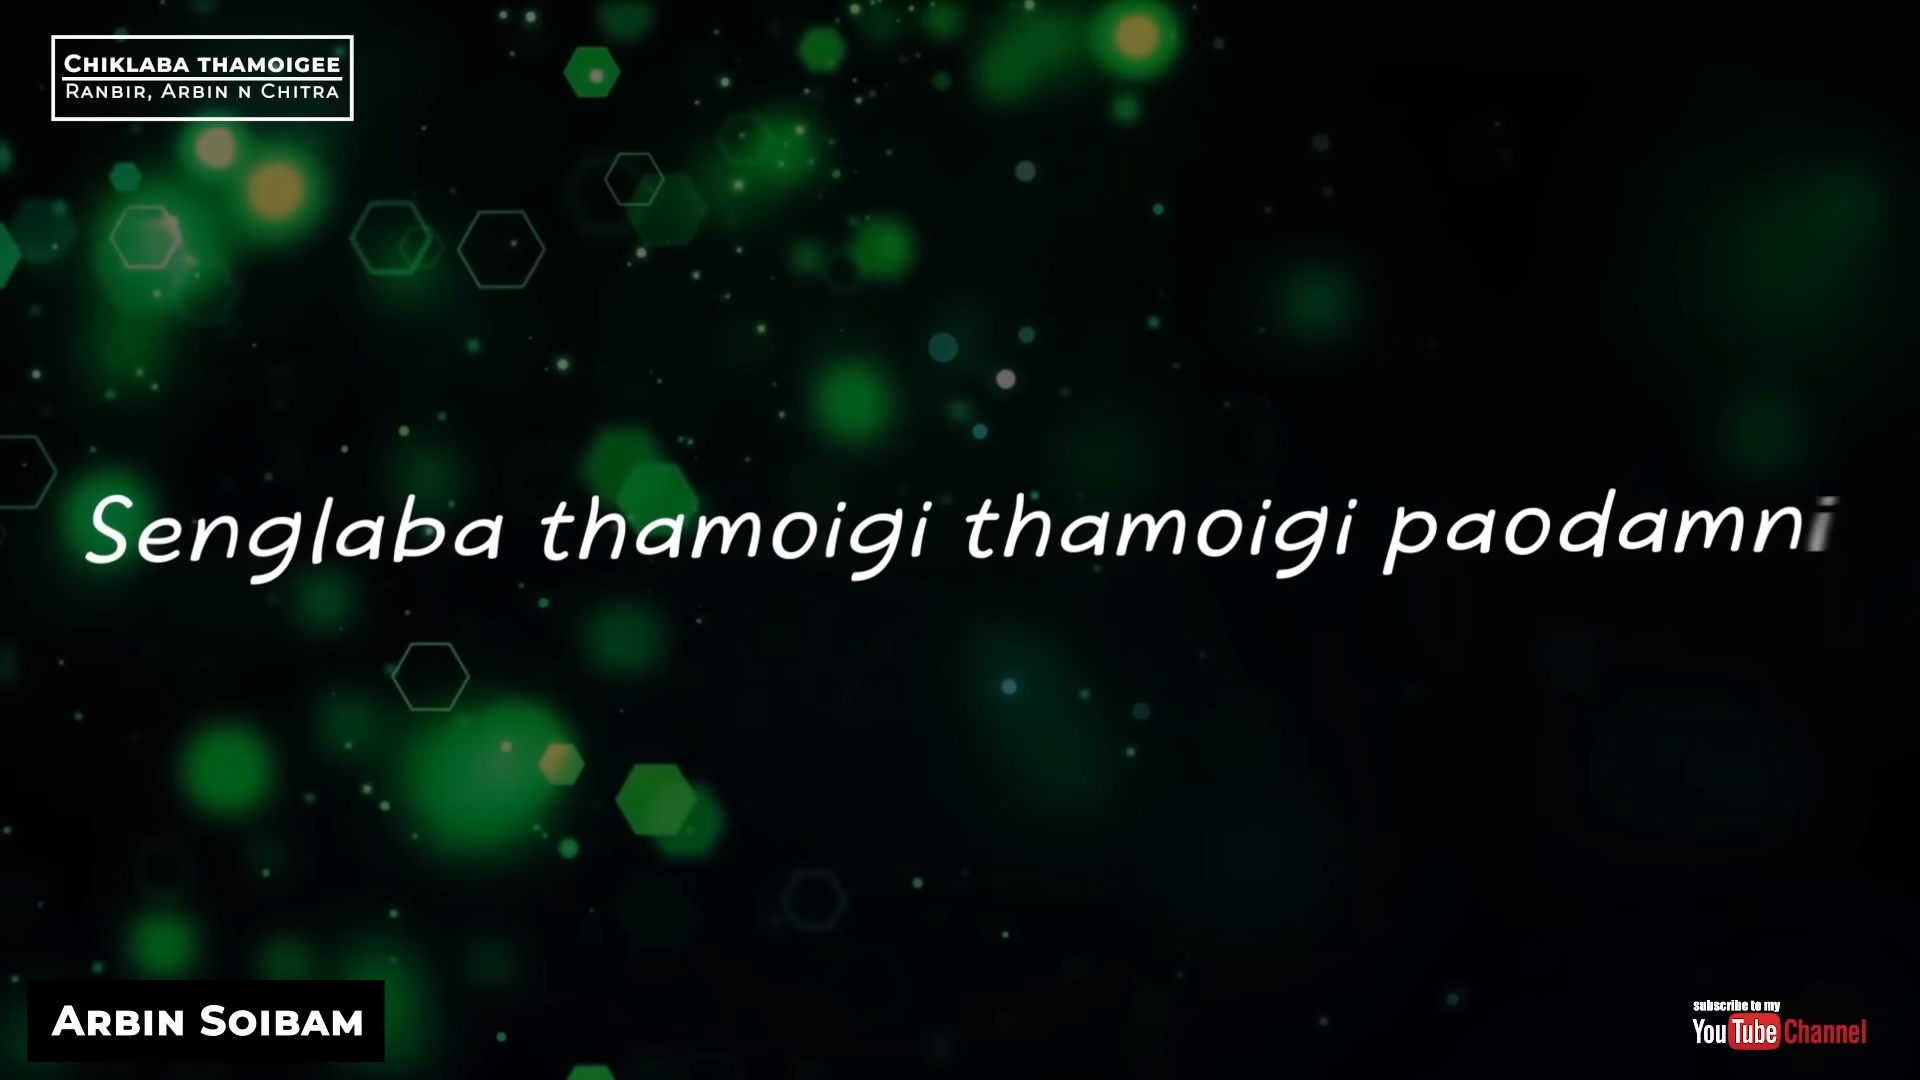 Chiklaba thamoigee
Ranbir, Arbin n Chitra
Senglaba thamoigi thamoigi paodamni
Arbin Soibam
subscribe to my
YouTube Channel